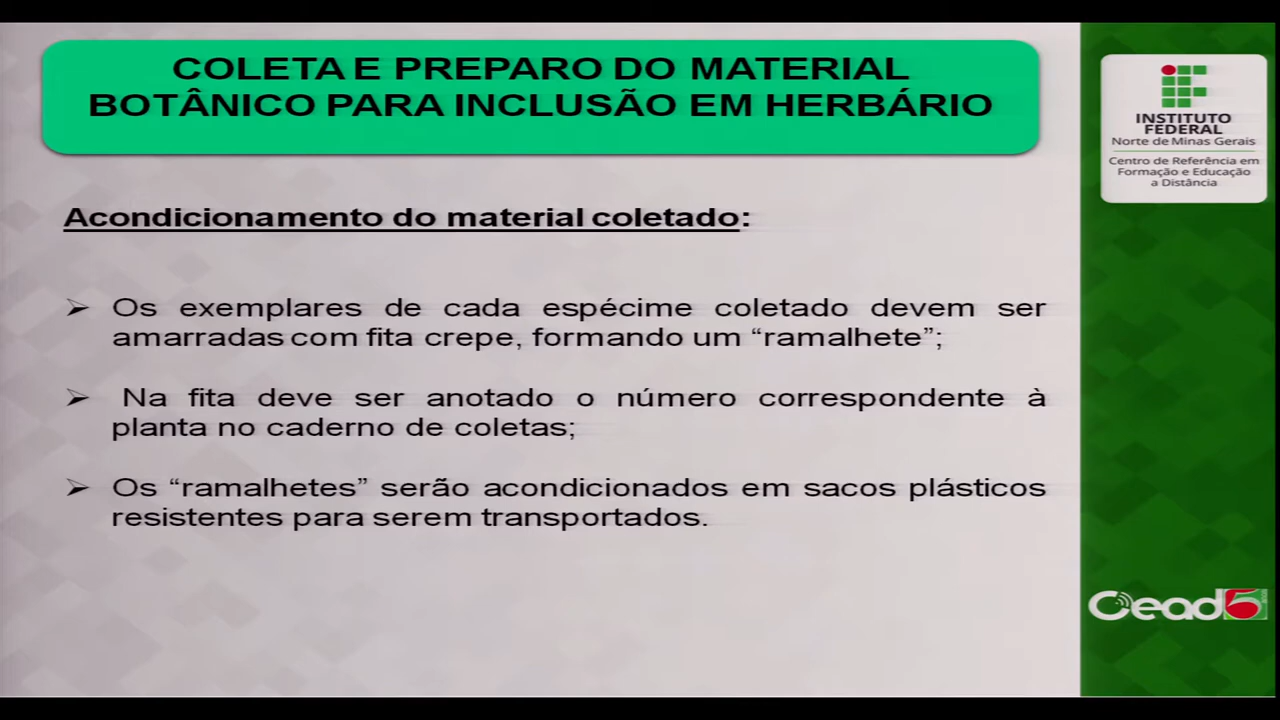 COLETA E PREPARO DO MATERIAL
BOTÂNICO PARA INCLUSÃO EM HERBÁRIO
INSTITUTO
FEDERAL
Norte de Minas Gerais
Centro de Referência em
Formação e Educação
a Distância
Acondicionamento do material coletado:
➢ Os exemplares de cada espécime coletado devem ser
amarradas com fita crepe, formando um “ramalhete”;
➢ Na fita deve ser anotado o número correspondente à
planta no caderno de coletas;
➢ Os “ramalhetes” serão acondicionados em sacos plásticos
resistentes para serem transportados.
Cead5